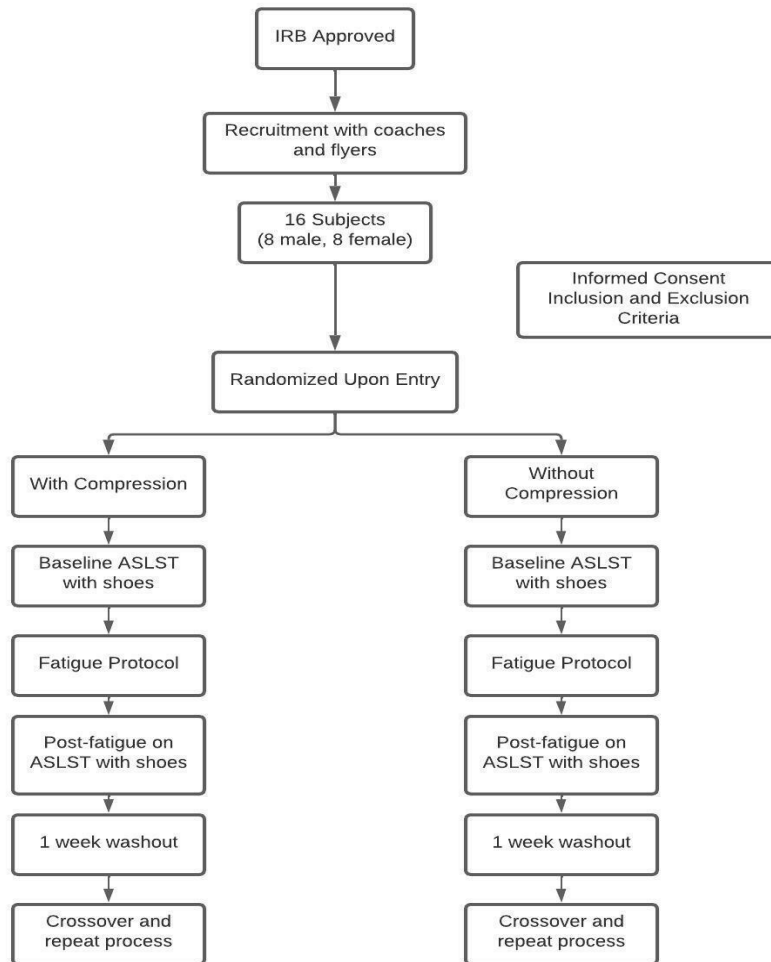 IRB Approved
Recruitment with coaches
and flyers
16 Subjects
(8 male, 8 female)
Informed Consent
Inclusion and Exclusion
Criteria
Randomized Upon Entry
With Compression
Baseline ASLST
with shoes
Fatigue Protocol
Post-fatigue on
ASLST with shoes
1 week washout
Crossover and
repeat process
Without
Compression
Baseline ASLST
with shoes
Fatigue Protocol
Post-fatigue on
ASLST with shoes
1 week washout
Crossover and
repeat process